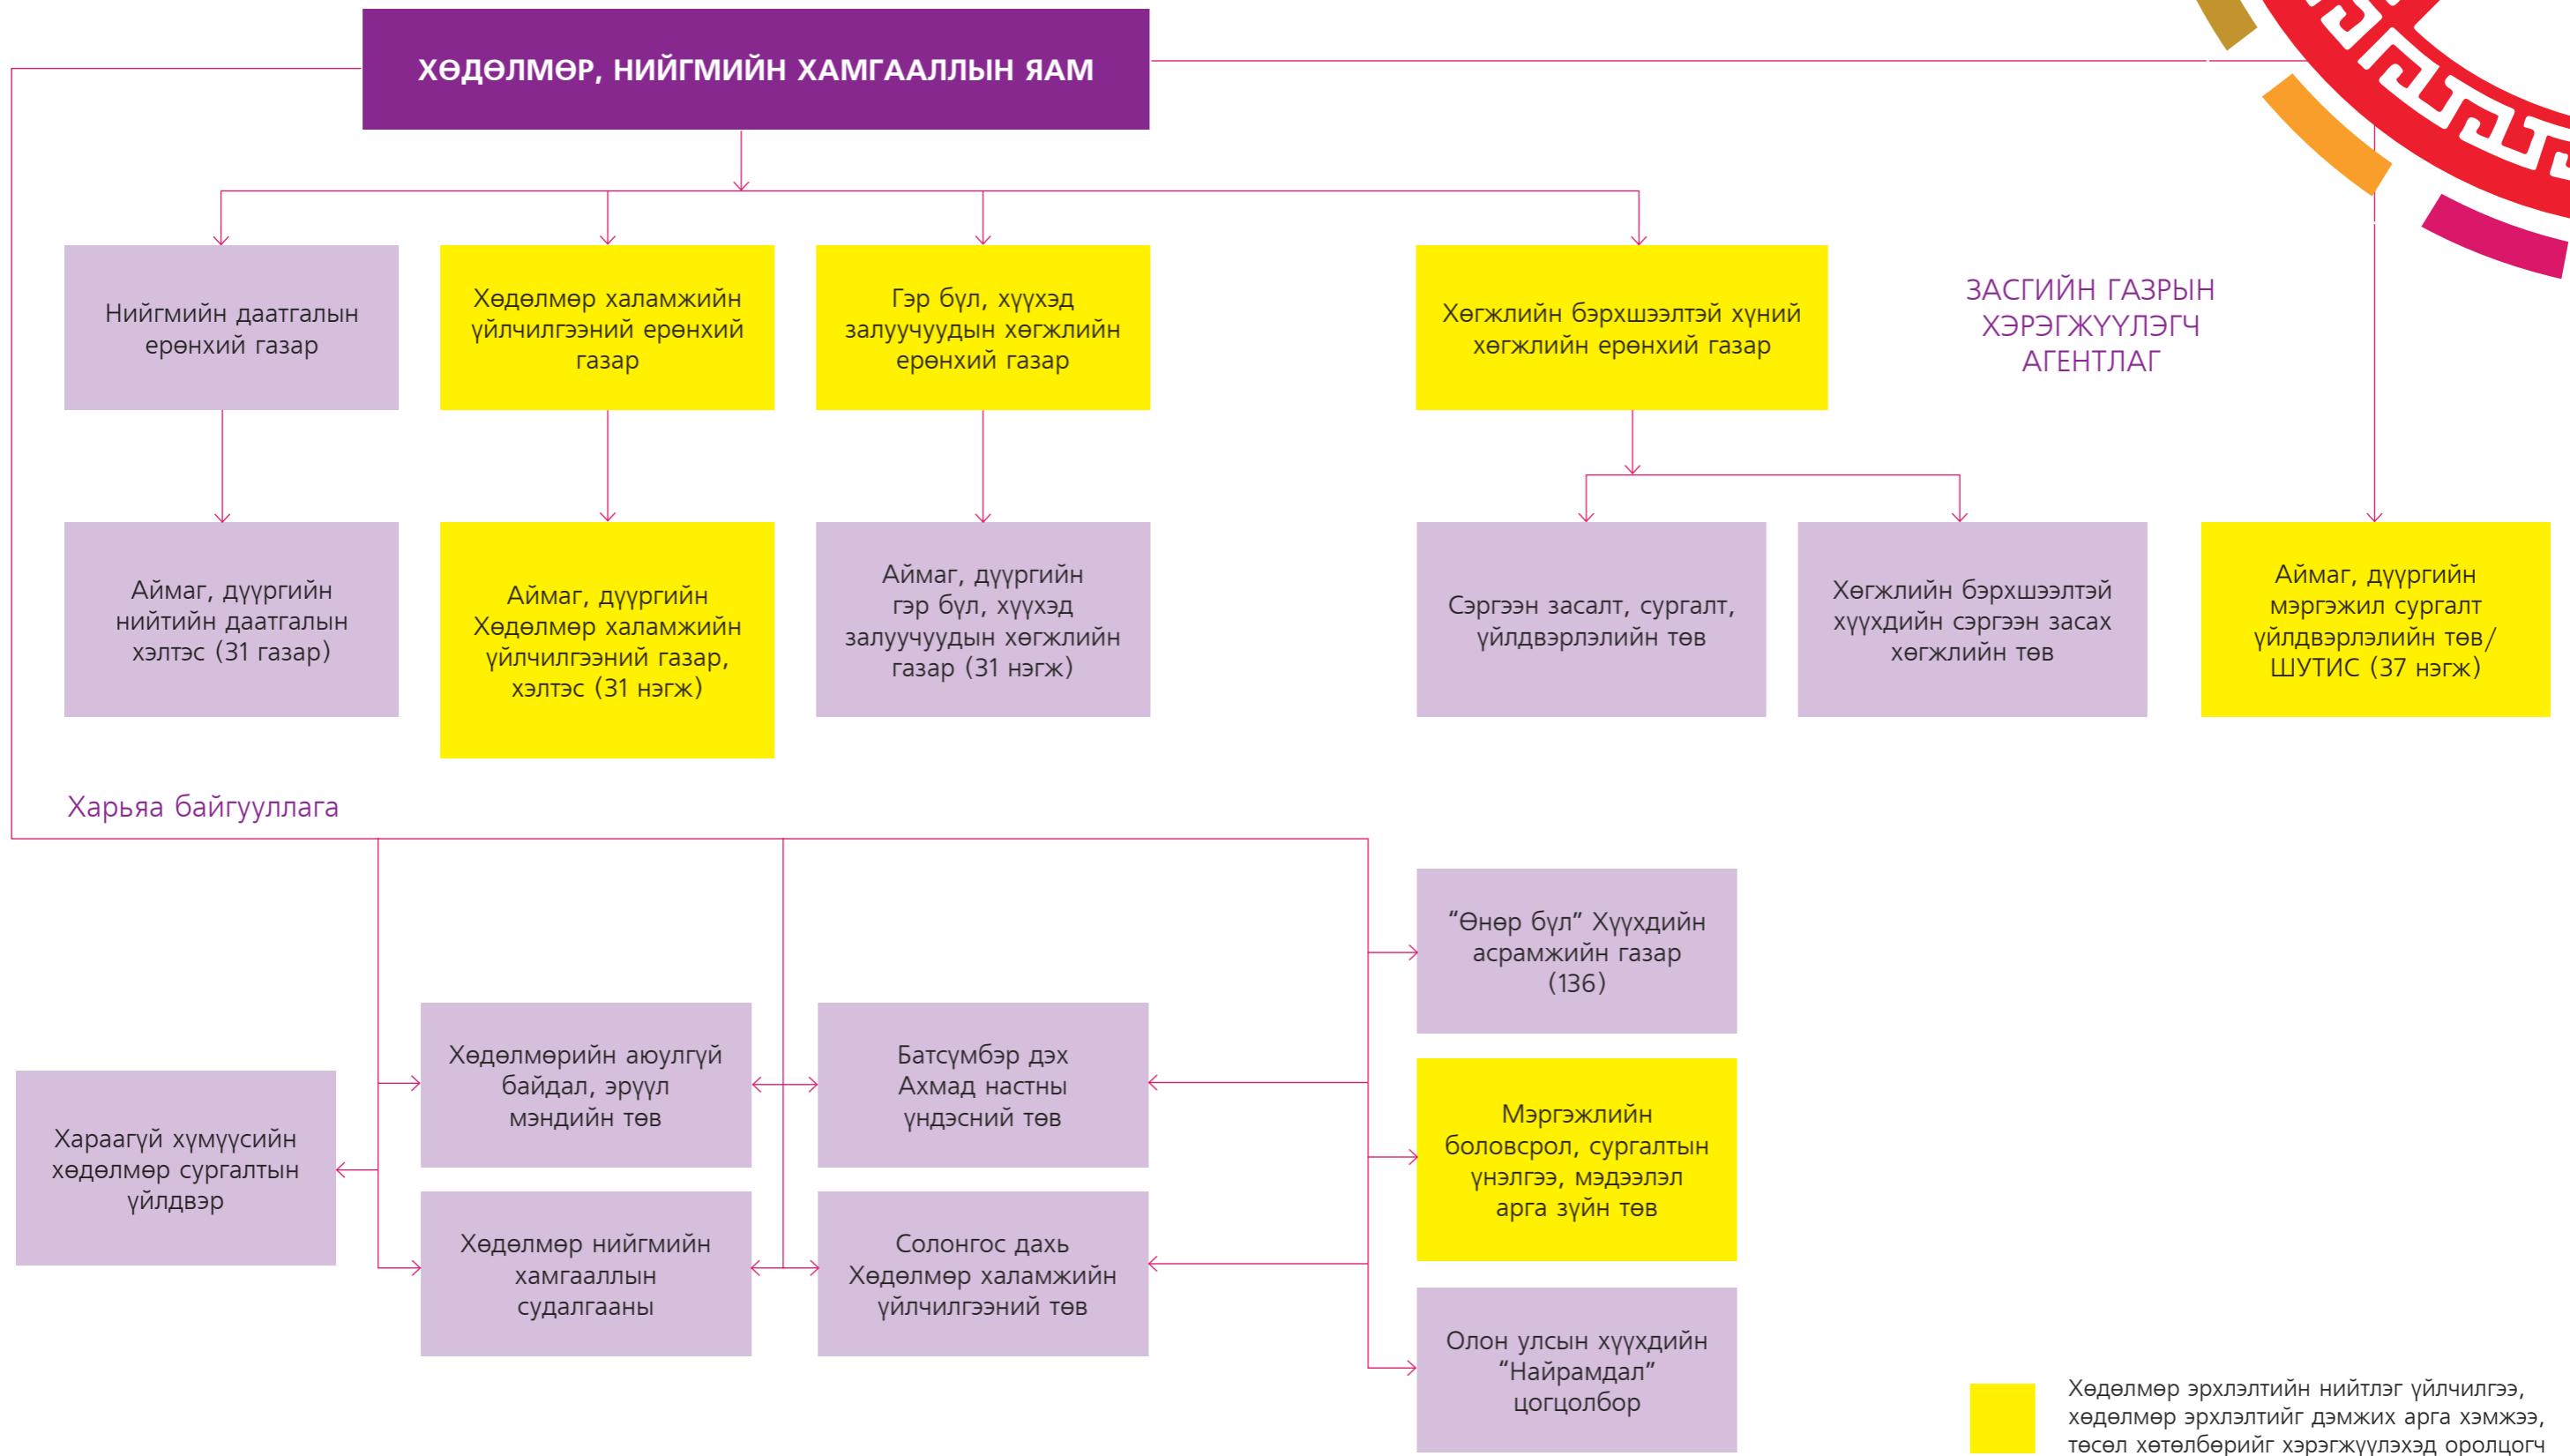 ХӨДӨЛМӨР, НИЙГМИЙН ХАМГААЛЛЫН ЯАМ
Нийгмийн даатгалын
ерөнхий газар
Хөдөлмөр халамжийн
үйлчилгээний ерөнхий
газар
Гэр бүл, хүүхэд
залуучуудын хөгжлийн
ерөнхий газар
Хөгжлийн бэрхшээлтэй хүний
хөгжлийн ерөнхий газар
ЗАСГИЙН ГАЗРЫН
ХЭРЭГЖҮҮЛЭГЧ
АГЕНТЛАГ
Аймаг, дүүргийн
нийтийн даатгалын
хэлтэс (31 газар)
Аймаг, дүүргийн
Хөдөлмөр халамжийн
үйлчилгээний газар,
хэлтэс (31 нэгж)
Аймаг, дүүргийн
гэр бүл, хүүхэд
залуучуудын хөгжлийн
газар (31 нэгж)
Сэргээн засалт, сургалт,
үйлдвэрлэлийн төв
Хөгжлийн бэрхшээлтэй
хүүхдийн сэргээн засах
хөгжлийн төв
Аймаг, дүүргийн
мэргэжил сургалт
үйлдвэрлэлийн төв/
ШУТИС (37 нэгж)
Харьяа байгууллага
Хараагүй хүмүүсийн
хөдөлмөр сургалтын
үйлдвэр
Хөдөлмөрийн аюулгүй
байдал, эрүүл
мэндийн төв
Хөдөлмөр нийгмийн
хамгааллын
судалгааны
Батсүмбэр дэх
Ахмад настны
үндэсний төв
Солонгос дахь
Хөдөлмөр халамжийн
үйлчилгээний төв
“Өнөр бүл” Хүүхдийн
асрамжийн газар
(136)
Мэргэжлийн
боловсрол, сургалтын
үнэлгээ, мэдээлэл
арга зүйн төв
Олон улсын хүүхдийн
“Найрамдал”
цогцолбор
Хөдөлмөр эрхлэлтийн нийтлэг үйлчилгээ,
хөдөлмөр эрхлэлтийг дэмжих арга хэмжээ,
төсөл хөтөлбөрийг хэрэгжүүлэхэд оролцогч